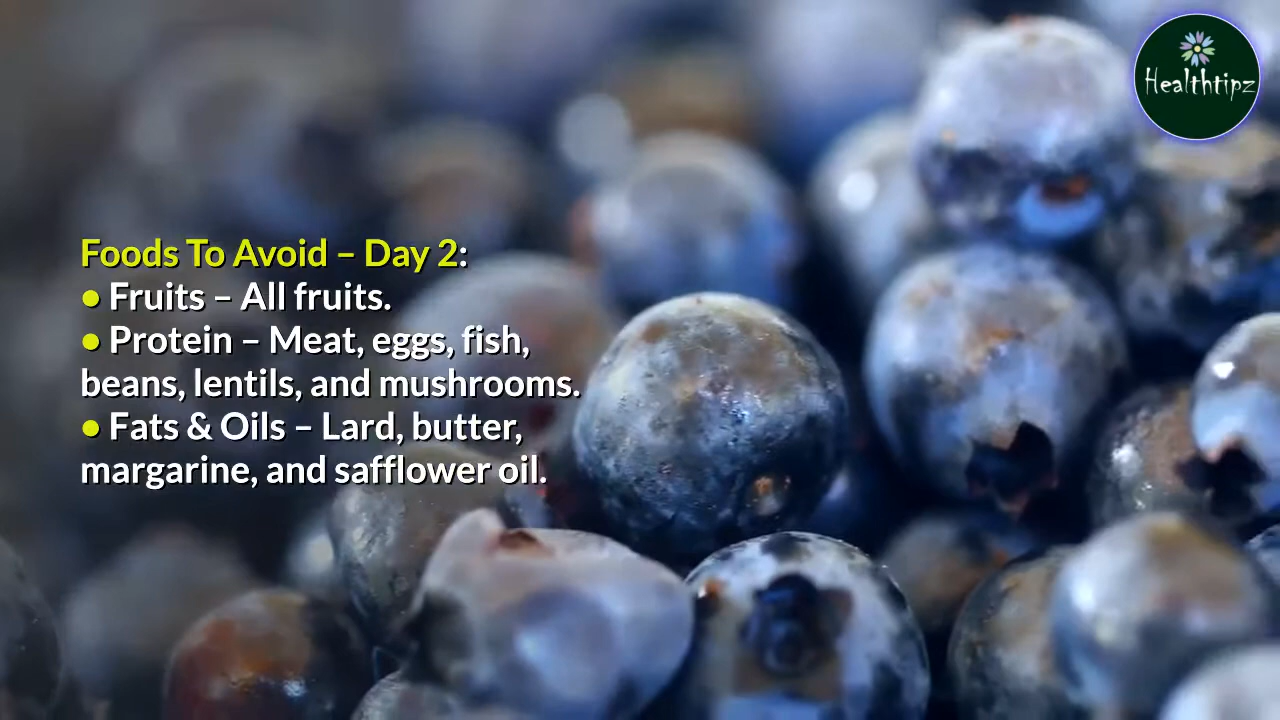 Healthtipz
Foods To Avoid – Day 2:
● Fruits – All fruits.
● Protein – Meat, eggs, fish,
beans, lentils, and mushrooms.
● Fats & Oils – Lard, butter,
margarine, and safflower oil.